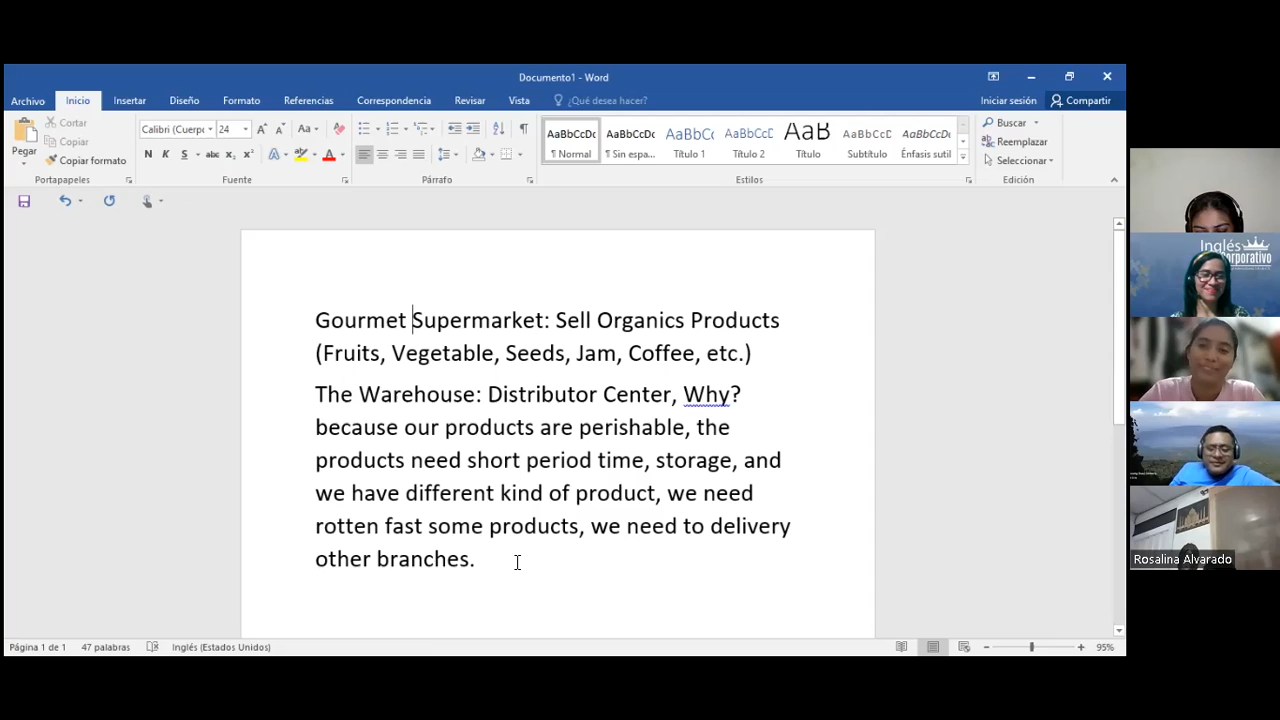 Documento1 - Word
Archivo Inicio Insertar Diseño Formato Referencias Correspondencia Revisar Vista ¿Qué desea hacer? Iniciar sesión Compartir
Pegar
Cortar
Copiar
Copiar formato
Portapapeles
Calibri (Cuerpo 24
N K S abc
Fuente
Párrafo
AaBbCcDc AaBbCcDc AaBbCc AaBbCcD AaB AaBbCcD AaBbCcDc
¶ Normal ¶ Sin espa... Título 1 Título 2 Título Subtítulo Énfasis sutil
Estilos
Buscar
Reemplazar
Seleccionar
Edición
Gourmet Supermarket: Sell Organics Products
(Fruits, Vegetable, Seeds, Jam, Coffee, etc.)
The Warehouse: Distributor Center, Why?
because our products are perishable, the
products need short period time, storage, and
we have different kind of product, we need
rotten fast some products, we need to delivery
other branches.
Página 1 de 1 47 palabras Inglés (Estados Unidos) 95%
Inglés
Corporativo
Rosalina Alvarado